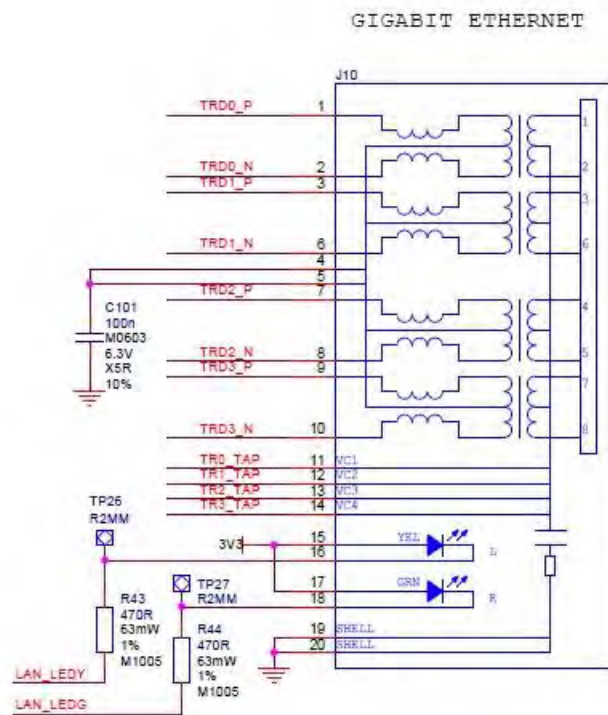 GIGABIT ETHERNET
J10
TRD0_P 1 1
TRD0_N 2 2
TRD1_P 3 3
TRD1_N 6 6
4
5
TRD2_P 7 4
C101
100n
M0603
6.3V
X5R
10%
TRD2_N 8 5
TRD3_P 9 7
TRD3_N 10 8
TR0_TAP 11 VC1
TR1_TAP 12 VC2
TR2_TAP 13 VC3
TR3_TAP 14 VC4
TP26
R2MM
3V3
15 YEL
16 L
TP27
R2MM
17 GRN
18 R
R43
470R
63mW
1%
M1005
R44
470R
63mW
1%
M1005
19 SHELL
20 SHELL
LAN_LEDY
LAN_LEDG